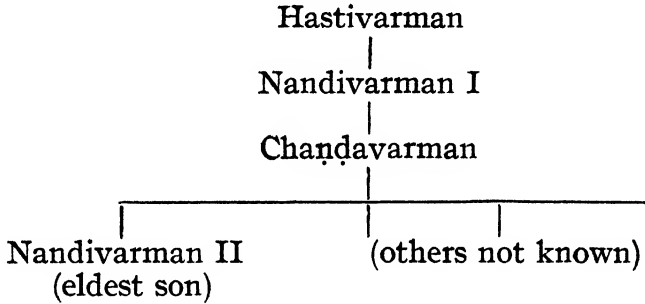 Hastivarman
Nandivarman I
Chaṇḍavarman
Nandivarman II (others not known)
(eldest son)